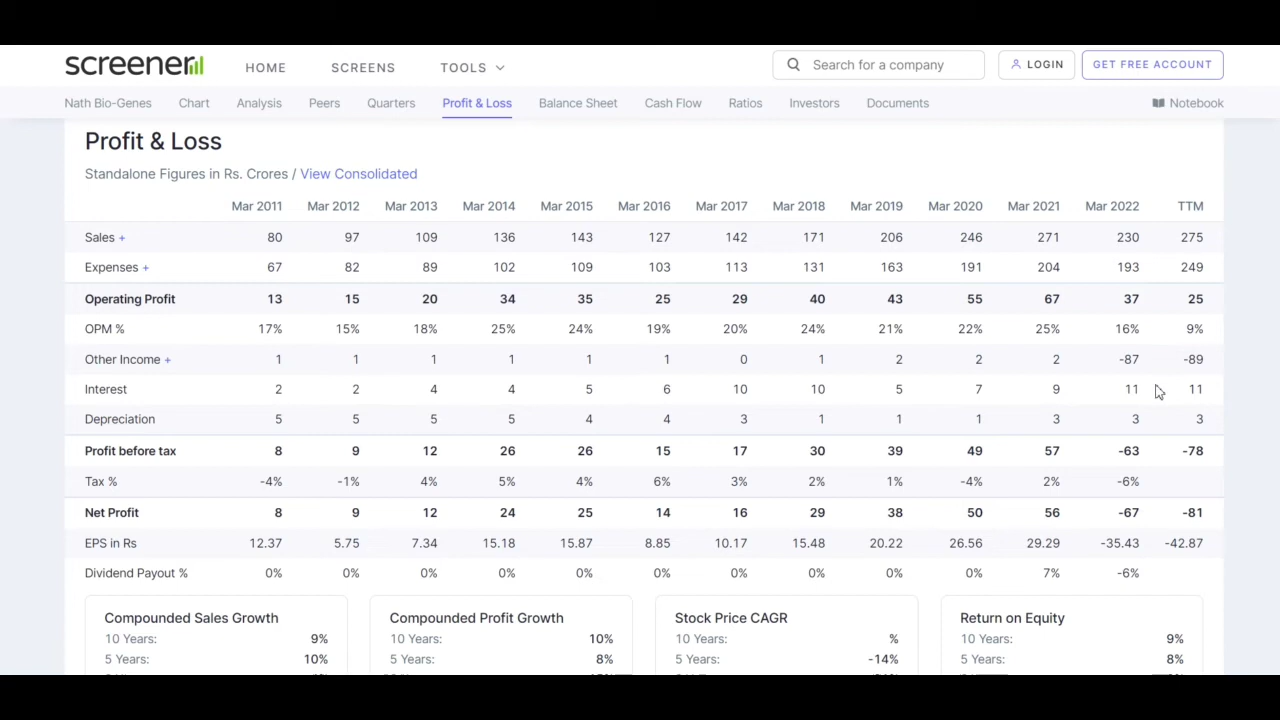 screener HOME SCREENS TOOLS Search for a company LOGIN GET FREE ACCOUNT
Nath Bio-Genes Chart Analysis Peers Quarters Profit & Loss Balance Sheet Cash Flow Ratios Investors Documents Notebook
Profit & Loss
Standalone Figures in Rs. Crores / View Consolidated
Mar 2011 Mar 2012 Mar 2013 Mar 2014 Mar 2015 Mar 2016 Mar 2017 Mar 2018 Mar 2019 Mar 2020 Mar 2021 Mar 2022 TTM
Sales + 80 97 109 136 143 127 142 171 206 246 271 230 275
Expenses + 67 82 89 102 109 103 113 131 163 191 204 193 249
Operating Profit 13 15 20 34 35 25 29 40 43 55 67 37 25
OPM % 17% 15% 18% 25% 24% 19% 20% 24% 21% 22% 25% 16% 9%
Other Income + 1 1 1 1 1 1 0 1 2 2 2 -87 -89
Interest 2 2 4 4 5 6 10 10 5 7 9 11 11
Depreciation 5 5 5 5 4 4 3 1 1 1 3 3 3
Profit before tax 8 9 12 26 26 15 17 30 39 49 57 -63 -78
Tax % -4% -1% 4% 5% 4% 6% 3% 2% 1% -4% 2% -6%
Net Profit 8 9 12 24 25 14 16 29 38 50 56 -67 -81
EPS in Rs 12.37 5.75 7.34 15.18 15.87 8.85 10.17 15.48 20.22 26.56 29.29 -35.43 -42.87
Dividend Payout % 0% 0% 0% 0% 0% 0% 0% 0% 0% 0% 7% -6%
Compounded Sales Growth Compounded Profit Growth Stock Price CAGR Return on Equity
10 Years: 9% 10 Years: 10% 10 Years: % 10 Years: 9%
5 Years: 10% 5 Years: 8% 5 Years: -14% 5 Years: 8%